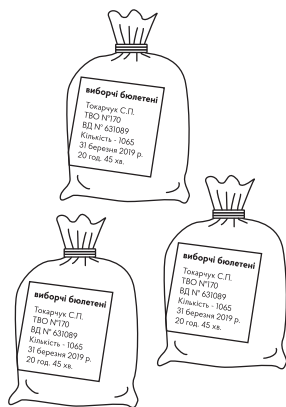 виборчі бюлетені
Токарчук С.П.
ТВО №170
ВД № 631089
Кількість - 1065
31 березня 2019 р.
20 год. 45 хв.
виборчі бюлетені
Токарчук С.П.
ТВО №170
ВД № 631089
Кількість - 1065
31 березня 2019 р.
20 год. 45 хв.
виборчі бюлетені
Токарчук С.П.
ТВО №170
ВД № 631089
Кількість - 1065
31 березня 2019 р.
20 год. 45 хв.